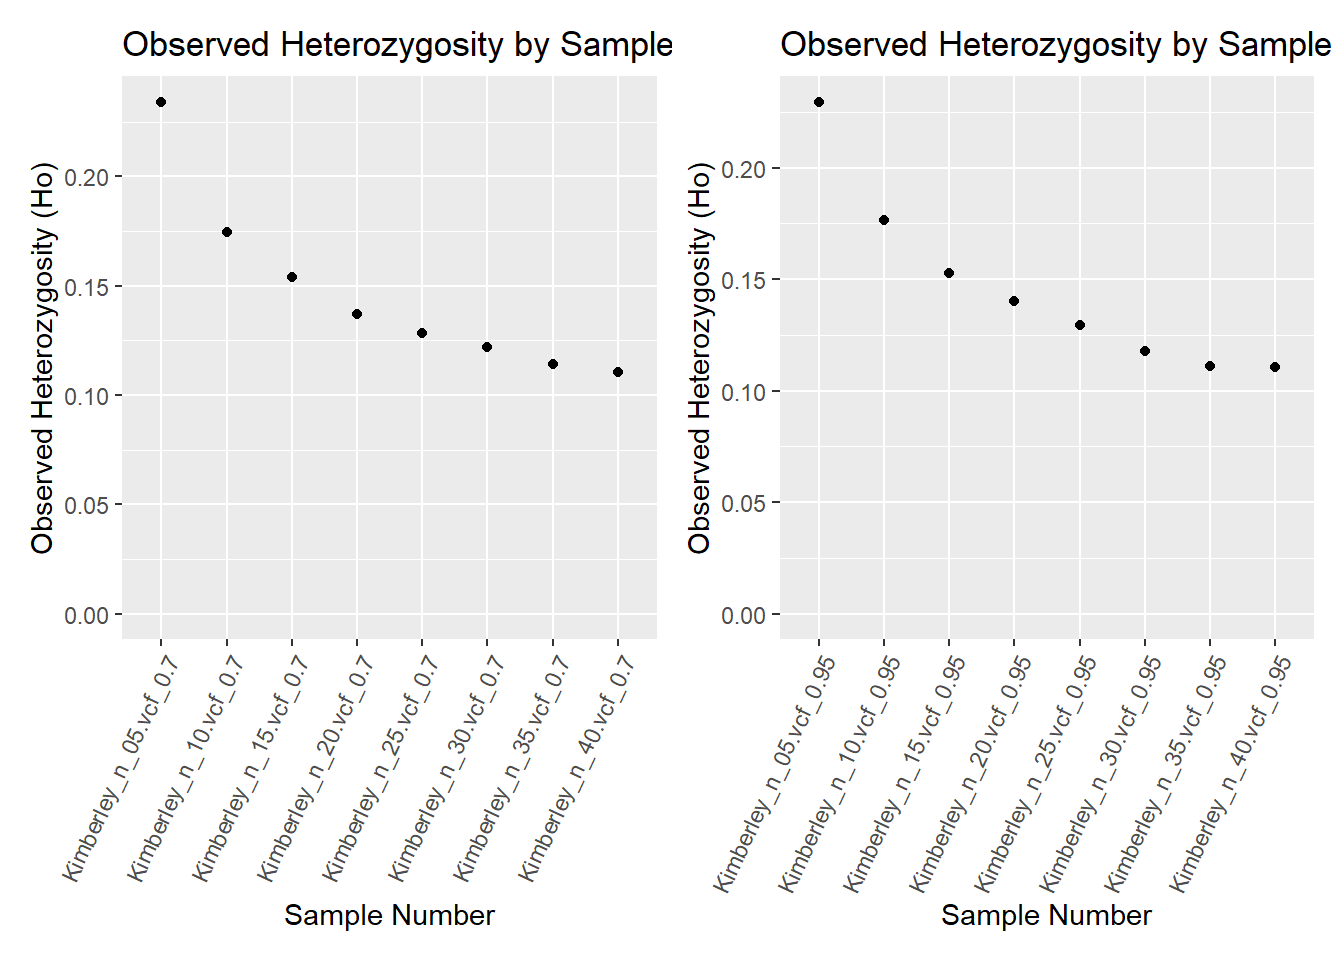 Observed Heterozygosity by Sample
Observed Heterozygosity (Ho)
0.20
0.15
0.10
0.05
0.00
Kimberley_n_05.vcf_0.7
Kimberley_n_10.vcf_0.7
Kimberley_n_15.vcf_0.7
Kimberley_n_20.vcf_0.7
Kimberley_n_25.vcf_0.7
Kimberley_n_30.vcf_0.7
Kimberley_n_35.vcf_0.7
Kimberley_n_40.vcf_0.7
Sample Number
Observed Heterozygosity by Sample
Observed Heterozygosity (Ho)
0.20
0.15
0.10
0.05
0.00
Kimberley_n_05.vcf_0.95
Kimberley_n_10.vcf_0.95
Kimberley_n_15.vcf_0.95
Kimberley_n_20.vcf_0.95
Kimberley_n_25.vcf_0.95
Kimberley_n_30.vcf_0.95
Kimberley_n_35.vcf_0.95
Kimberley_n_40.vcf_0.95
Sample Number